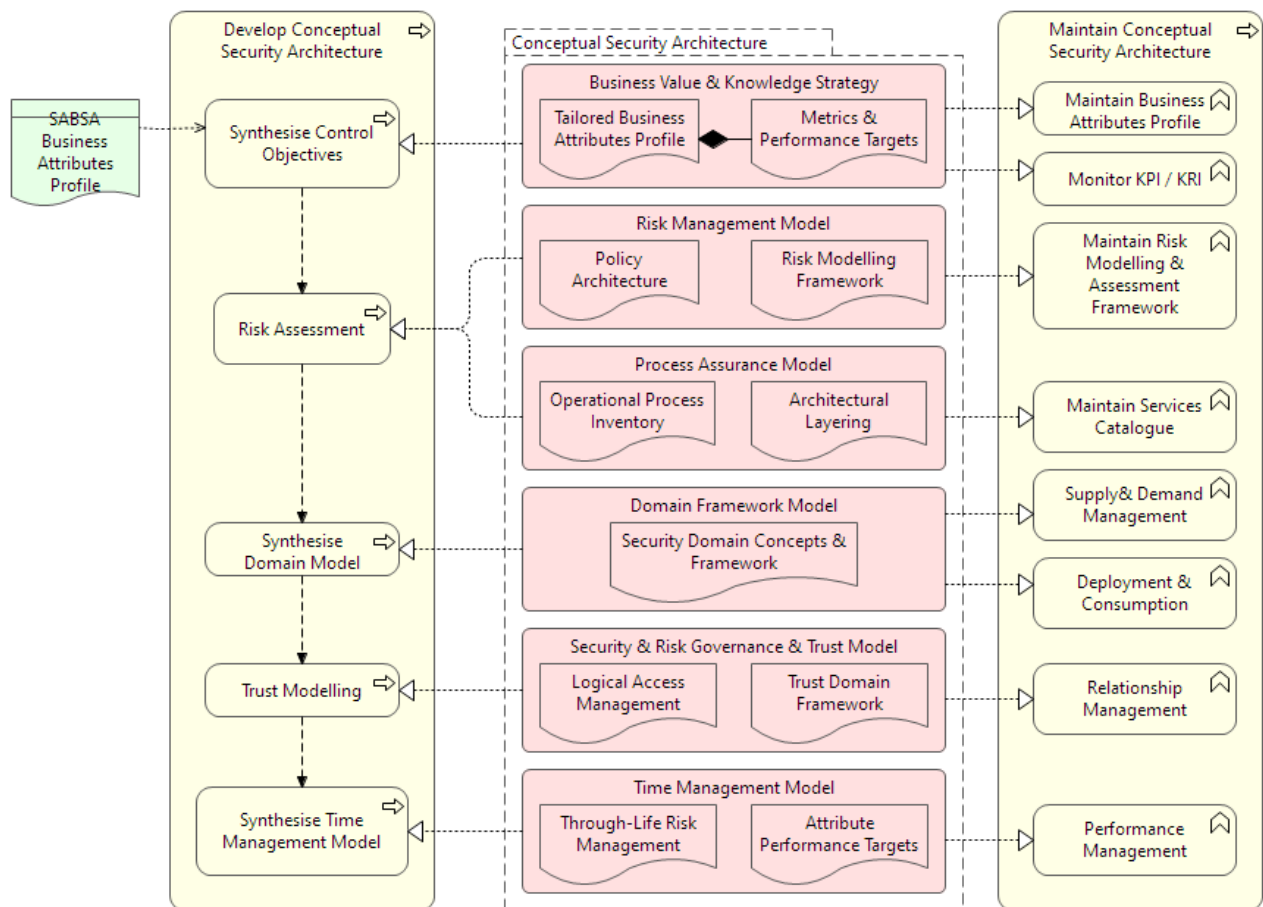 Develop Conceptual
Security Architecture
SABSA
Business
Attributes
Profile
Synthesise Control
Objectives
Risk Assessment
Synthesise
Domain Model
Trust Modelling
Synthesise Time
Management Model
Conceptual Security Architecture
Business Value & Knowledge Strategy
Tailored Business
Attributes Profile
Metrics &
Performance Targets
Risk Management Model
Policy
Architecture
Risk Modelling
Framework
Process Assurance Model
Operational Process
Inventory
Architectural
Layering
Domain Framework Model
Security Domain Concepts &
Framework
Security & Risk Governance & Trust Model
Logical Access
Management
Trust Domain
Framework
Time Management Model
Through-Life Risk
Management
Attribute
Performance Targets
Maintain Conceptual
Security Architecture
Maintain Business
Attributes Profile
Monitor KPI / KRI
Maintain Risk
Modelling &
Assessment
Framework
Maintain Services
Catalogue
Supply& Demand
Management
Deployment &
Consumption
Relationship
Management
Performance
Management